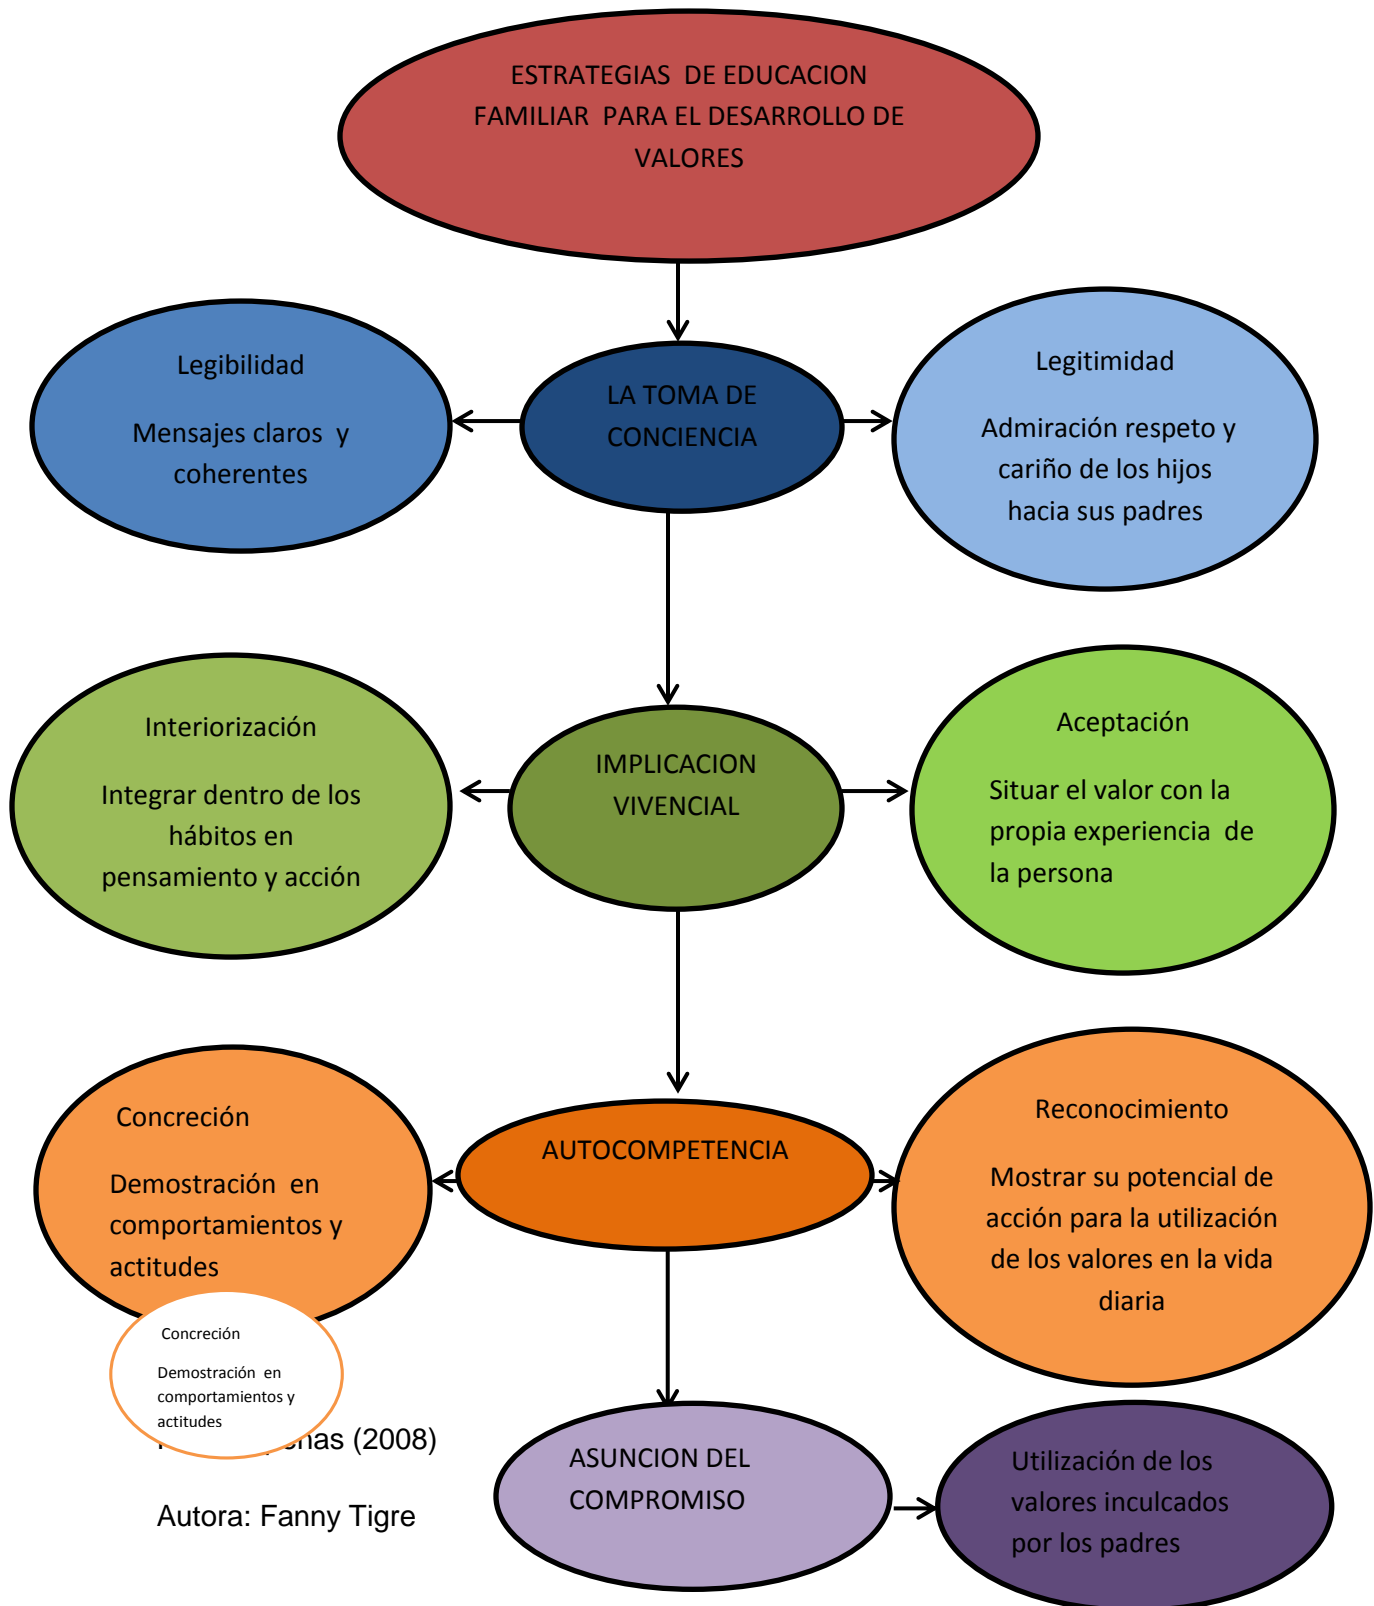 ESTRATEGIAS DE EDUCACION
FAMILIAR PARA EL DESARROLLO DE
VALORES
Legibilidad
Mensajes claros y
coherentes
LA TOMA DE
CONCIENCIA
Legitimidad
Admiración respeto y
cariño de los hijos
hacia sus padres
Interiorización
Integrar dentro de los
hábitos en
pensamiento y acción
IMPLICACION
VIVENCIAL
Aceptación
Situar el valor con la
propia experiencia de
la persona
Concreción
Demostración en
comportamientos y
actitudes
AUTOCOMPETENCIA
Reconocimiento
Mostrar su potencial de
acción para la utilización
de los valores en la vida
diaria
Concreción
Demostración en
comportamientos y
actitudes
(2008)
Autora: Fanny Tigre
ASUNCION DEL
COMPROMISO
Utilización de los
valores inculcados
por los padres